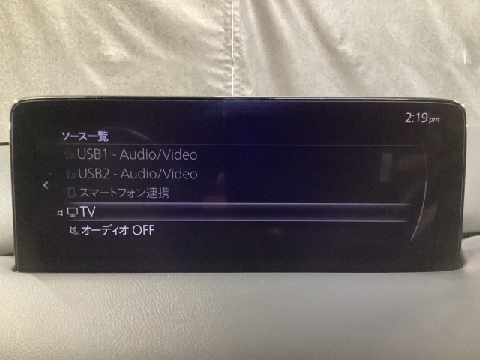 2:19pm
ソース一覧
USB1 - Audio/Video
USB2 - Audio/Video
スマートフォン連携
TV
オーディオ OFF